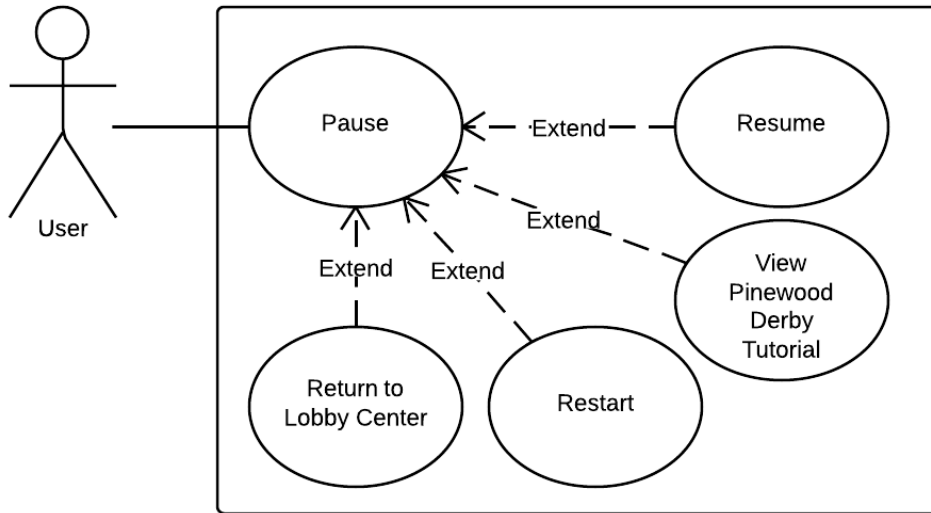 Pause
Extend
Resume
Extend
User
View
Pinewood
Derby
Tutorial
Extend
Extend
Return to
Lobby Center
Restart